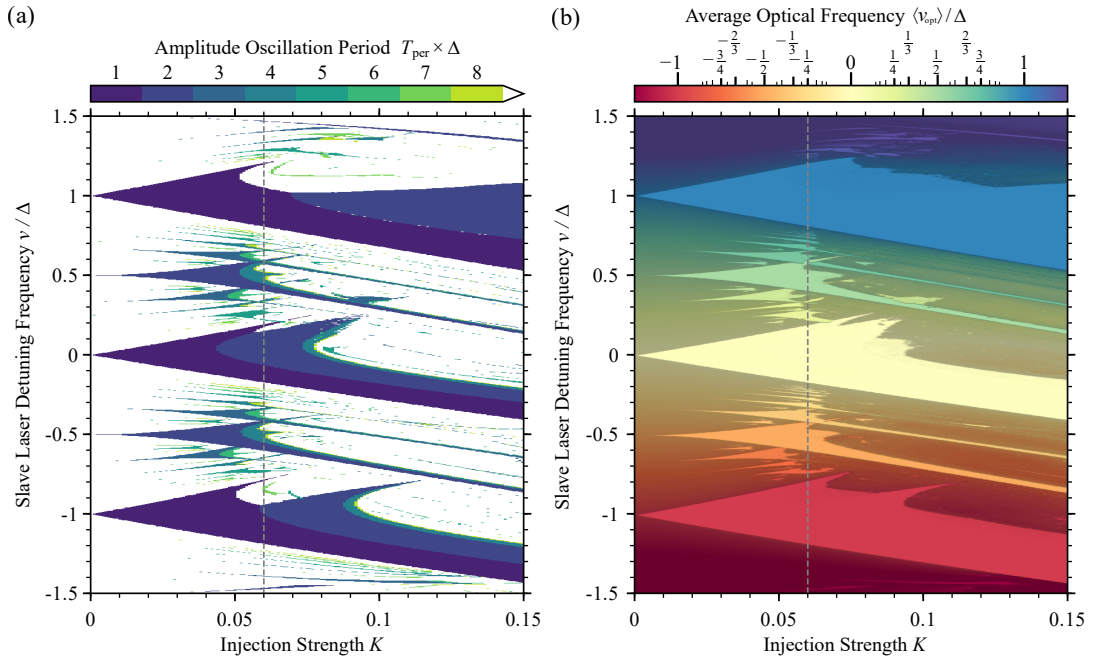 (a)
Amplitude Oscillation Period T_per × Δ
1 2 3 4 5 6 7 8
1.5
1
0.5
0
-0.5
-1
-1.5
Slave Laser Detuning Frequency ν / Δ
0 0.05 0.1 0.15
Injection Strength K
(b)
Average Optical Frequency ⟨ν_opt⟩ / Δ
−1 −3/4 −2/3 −1/2 −1/3 −1/4 0 1/4 1/3 1/2 2/3 3/4 1
1.5
1
0.5
0
-0.5
-1
-1.5
Slave Laser Detuning Frequency ν / Δ
0 0.05 0.1 0.15
Injection Strength K